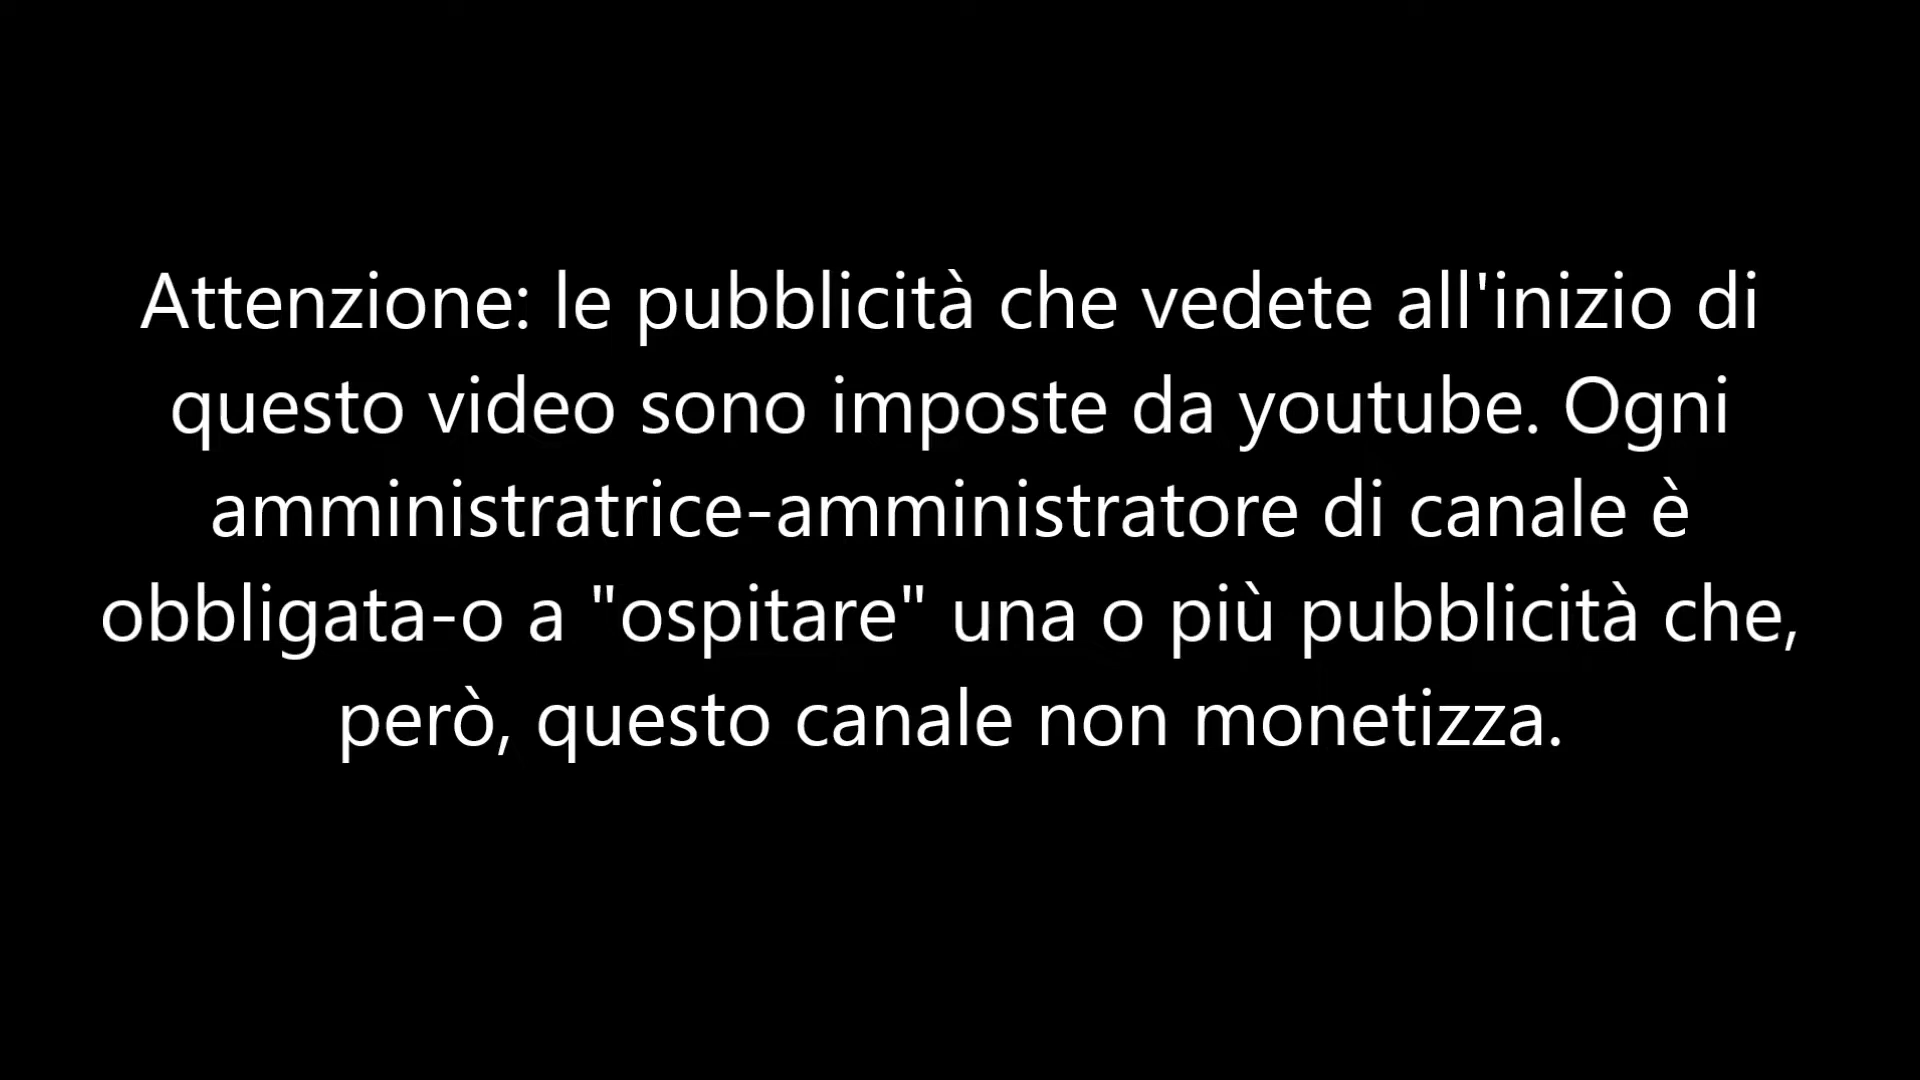 Attenzione: le pubblicità che vedete all'inizio di
questo video sono imposte da youtube. Ogni
amministratrice-amministratore di canale è
obbligata-o a "ospitare" una o più pubblicità che,
però, questo canale non monetizza.